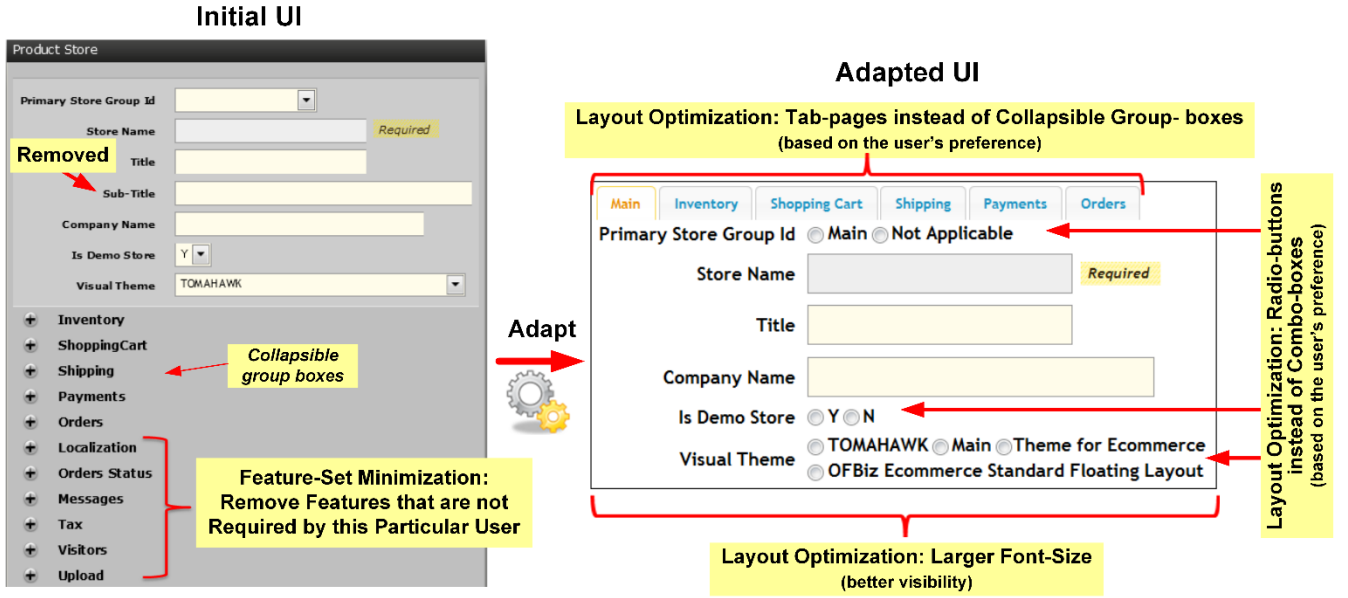 Initial UI
Product Store
Primary Store Group Id
Store Name
Required
Removed
Title
Sub-Title
Company Name
Is Demo Store
Y
Visual Theme
TOMAHAWK
Inventory
ShoppingCart
Shipping
Payments
Orders
Localization
Orders Status
Messages
Tax
Visitors
Upload
Collapsible
group boxes
Feature-Set Minimization:
Remove Features that are not
Required by this Particular User
Adapt
Adapted UI
Layout Optimization: Tab-pages instead of Collapsible Group- boxes
(based on the user's preference)
Main Inventory Shopping Cart Shipping Payments Orders
Primary Store Group Id Main Not Applicable
Store Name
Required
Title
Company Name
Is Demo Store Y N
Visual Theme
TOMAHAWK Main Theme for Ecommerce
OFBiz Ecommerce Standard Floating Layout
Layout Optimization: Larger Font-Size
(better visibility)
Layout Optimization: Radio-buttons
instead of Combo-boxes
(based on the user's preference)